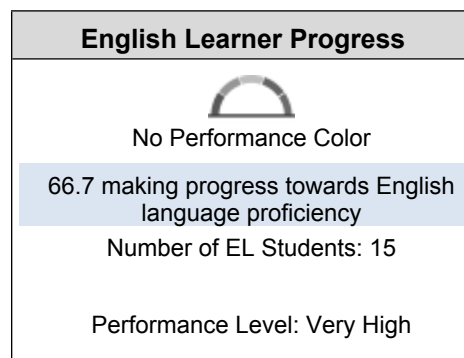 English Learner Progress
No Performance Color
66.7 making progress towards English
language proficiency
Number of EL Students: 15
Performance Level: Very High